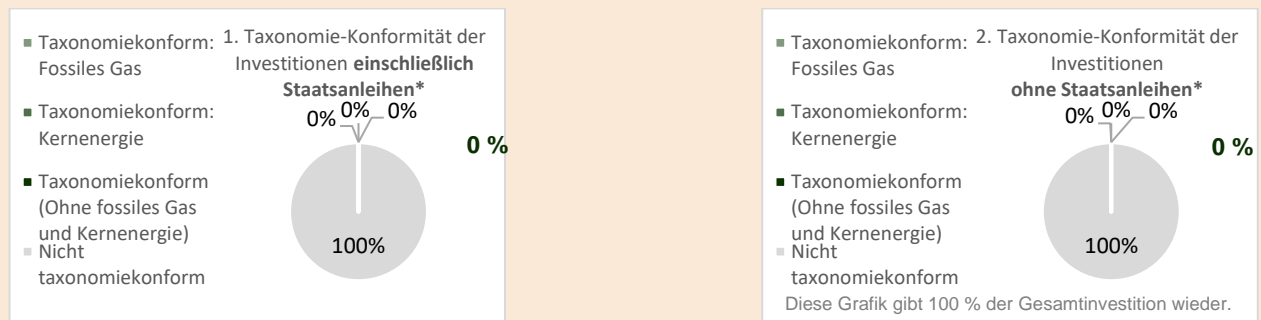 1. Taxonomie-Konformität der
Investitionen einschließlich
Staatsanleihen*
Taxonomiekonform:
Fossiles Gas
Taxonomiekonform:
Kernenergie
Taxonomiekonform
(Ohne fossiles Gas
und Kernenergie)
Nicht
taxonomiekonform
0% 0% 0%
0 %
100%
2. Taxonomie-Konformität der
Investitionen
ohne Staatsanleihen*
Taxonomiekonform:
Fossiles Gas
Taxonomiekonform:
Kernenergie
Taxonomiekonform
(Ohne fossiles Gas
und Kernenergie)
Nicht
taxonomiekonform
0% 0% 0%
0 %
100%
Diese Grafik gibt 100 % der Gesamtinvestition wieder.